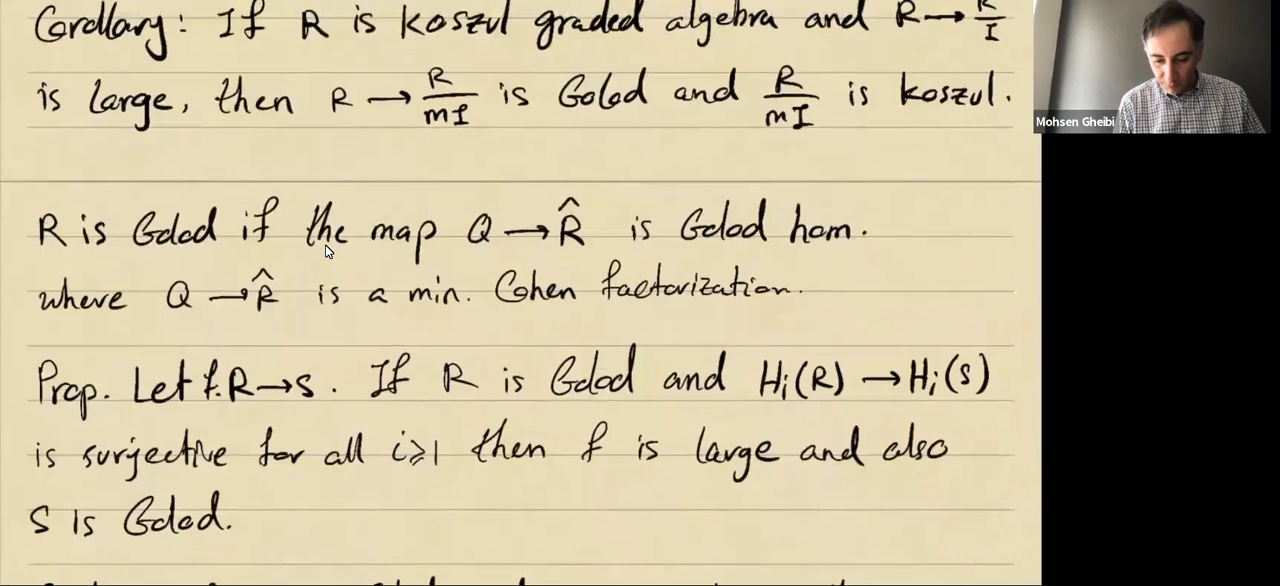 Corollary: If R is Koszul graded algebra and R → R/I
is large, then R → R/mI is Golod and R/mI is Koszul.
Mohsen Gheibi
R is Golod if the map Q → R̂ is Golod hom.
where Q → R̂ is a min. Cohen factorization.
Prop. Let f: R → S. If R is Golod and Hᵢ(R) → Hᵢ(S)
is surjective for all i≥1 then f is large and also
S is Golod.